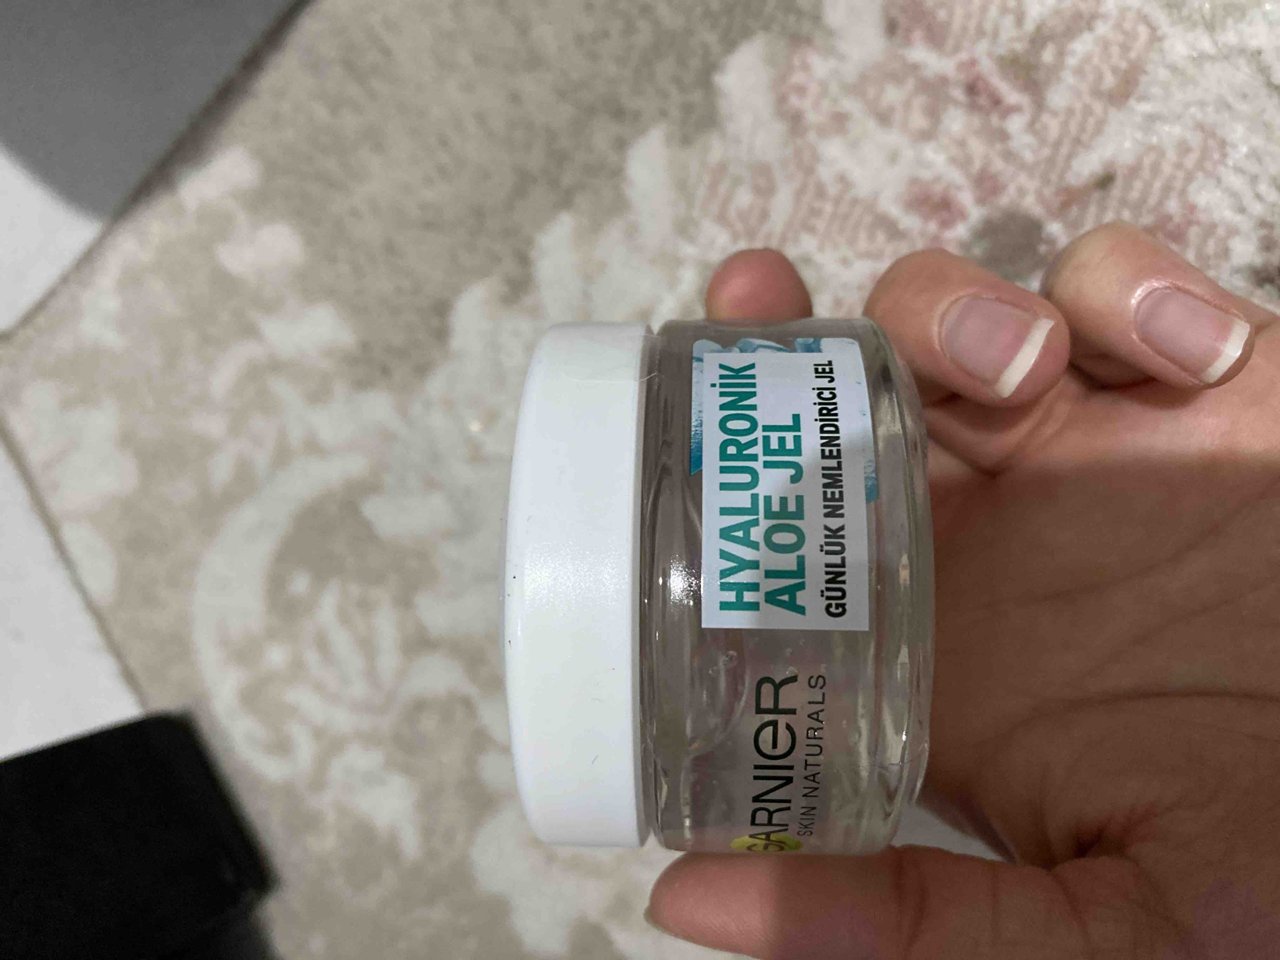 GARNIER
SKIN NATURALS
HYALURONİK
ALOE JEL
GÜNLÜK NEMLENDİRİCİ JEL